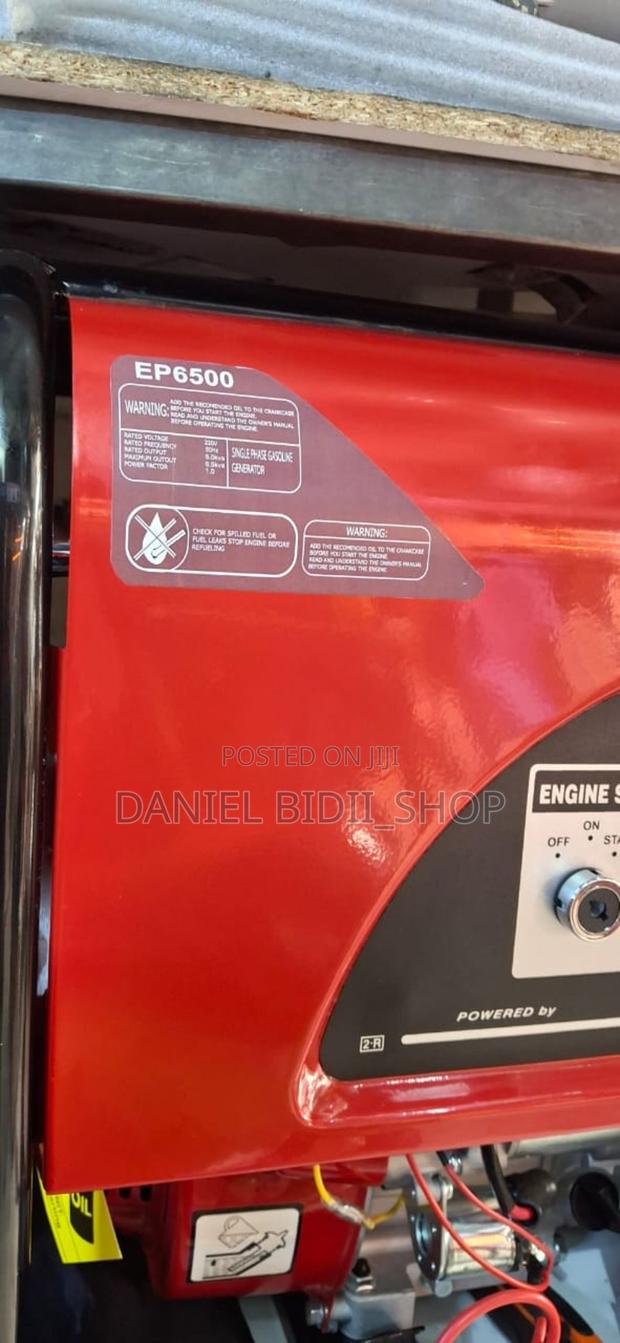 EP6500
WARNING:
ADD THE RECOMENDED OIL TO THE CRANKCASE
BEFORE YOU START THE ENGINE.
READ AND UNDERSTAND THE OWNER'S MANUAL
BEFORE OPERATING THE ENGINE.
RATED VOLTAGE 220V
RATED FREQUENCY 50Hz
RATED OUTPUT
MAXIMUM OUTOUT
POWER FACTOR 1.0
SINGLE PHASE GASOLINE
GENERATOR
CHECK FOR SPILLED FUEL OR
FUEL LEAKS STOP ENGINE BEFORE
REFUELING
WARNING:
ADD THE RECOMENDED OIL TO THE CRANKCASE
BEFORE YOU START THE ENGINE.
READ AND UNDERSTAND THE OWNER'S MANUAL
BEFORE OPERATING THE ENGINE.
POSTED ON JIJI
DANIEL BIDII_SHOP
ENGINE S
ON
OFF
STA
POWERED by
2-R
OIL